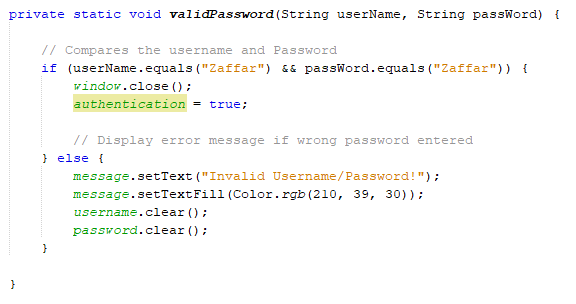 private static void validPassword(String userName, String passWord) {
// Compares the username and Password
if (userName.equals("Zaffar") && passWord.equals("Zaffar")) {
window.close();
authentication = true;
// Display error message if wrong password entered
} else {
message.setText("Invalid Username/Password!");
message.setTextFill(Color.rgb(210, 39, 30));
username.clear();
password.clear();
}
}